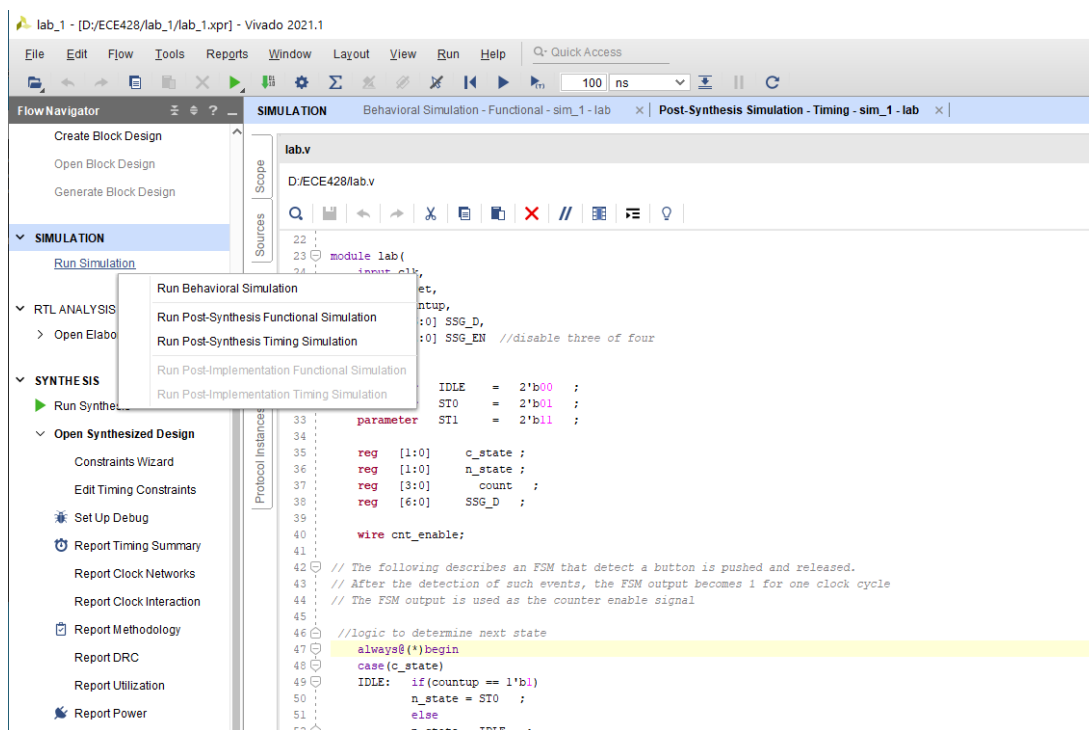 lab_1 - [D:/ECE428/lab_1/lab_1.xpr] - Vivado 2021.1
File Edit Flow Tools Reports Window Layout View Run Help Q- Quick Access
100 ns
Flow Navigator ? _
Create Block Design
Open Block Design
Generate Block Design
SIMULATION
Run Simulation
RTL ANALYSIS
Open Elabo
SYNTHESIS
Run Synthesis
Open Synthesized Design
Constraints Wizard
Edit Timing Constraints
Set Up Debug
Report Timing Summary
Report Clock Networks
Report Clock Interaction
Report Methodology
Report DRC
Report Utilization
Report Power
Run Behavioral Simulation
Run Post-Synthesis Functional Simulation
Run Post-Synthesis Timing Simulation
Run Post-Implementation Functional Simulation
Run Post-Implementation Timing Simulation
SIMULATION Behavioral Simulation - Functional - sim_1 - lab × Post-Synthesis Simulation - Timing - sim_1 - lab ×
Scope
Sources
Protocol Instances
lab.v
D:/ECE428/lab.v
22
23 module lab(
24 input clk,
et,
ntup,
:0] SSG_D,
:0] SSG_EN //disable three of four
IDLE = 2'b00 ;
ST0 = 2'b01 ;
33 parameter ST1 = 2'b11 ;
34
35 reg [1:0] c_state ;
36 reg [1:0] n_state ;
37 reg [3:0] count ;
38 reg [6:0] SSG_D ;
39
40 wire cnt_enable;
41
42 // The following describes an FSM that detect a button is pushed and released.
43 // After the detection of such events, the FSM output becomes 1 for one clock cycle
44 // The FSM output is used as the counter enable signal
45
46 //logic to determine next state
47 always@(*)begin
48 case(c_state)
49 IDLE: if(countup == 1'b1)
50 n_state = ST0 ;
51 else
52 n_state = IDLE ;